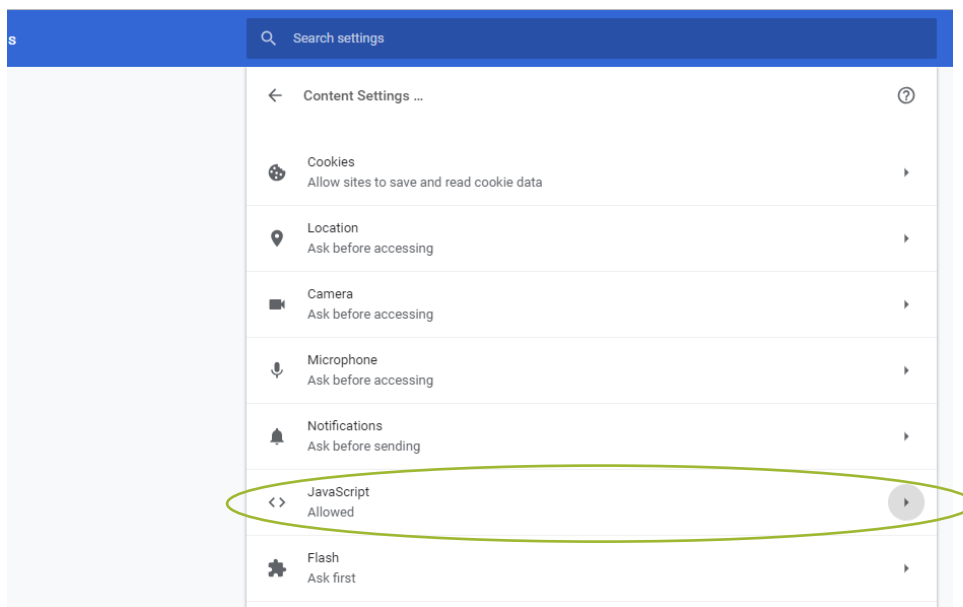 s
Search settings
Content Settings ...
Cookies
Allow sites to save and read cookie data
Location
Ask before accessing
Camera
Ask before accessing
Microphone
Ask before accessing
Notifications
Ask before sending
JavaScript
Allowed
Flash
Ask first